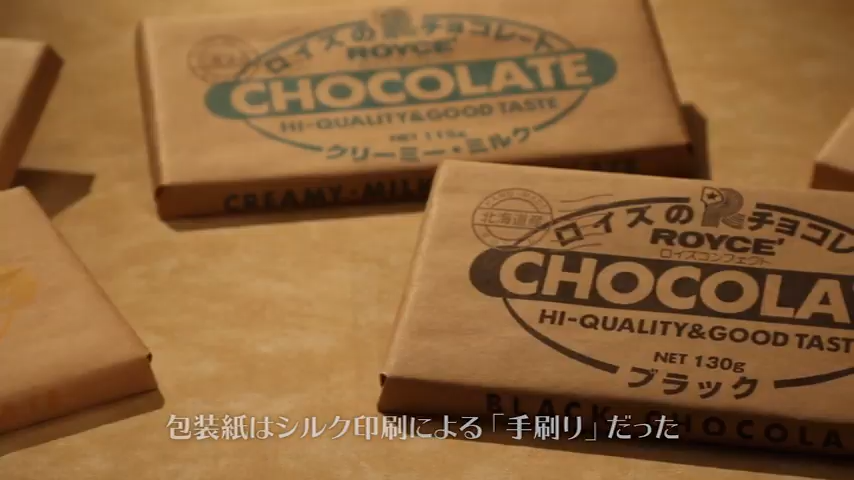 ロイズのチョコレート
ROYCE'
CHOCOLATE
HI-QUALITY&GOOD TASTE
NET 118g
クリーミー・ミルク
CREAMY MILK
北海道産
ロイズのRチョコレ
ROYCE'
ロイズコンフェクト
CHOCOLA
HI-QUALITY&GOOD TAST
NET 130g
ブラック
BLACK CHOCOLA
包装紙はシルク印刷による「手刷り」だった